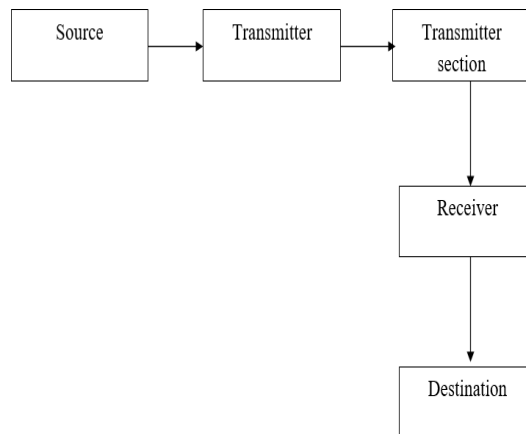 Source
Transmitter
Transmitter
section
Receiver
Destination